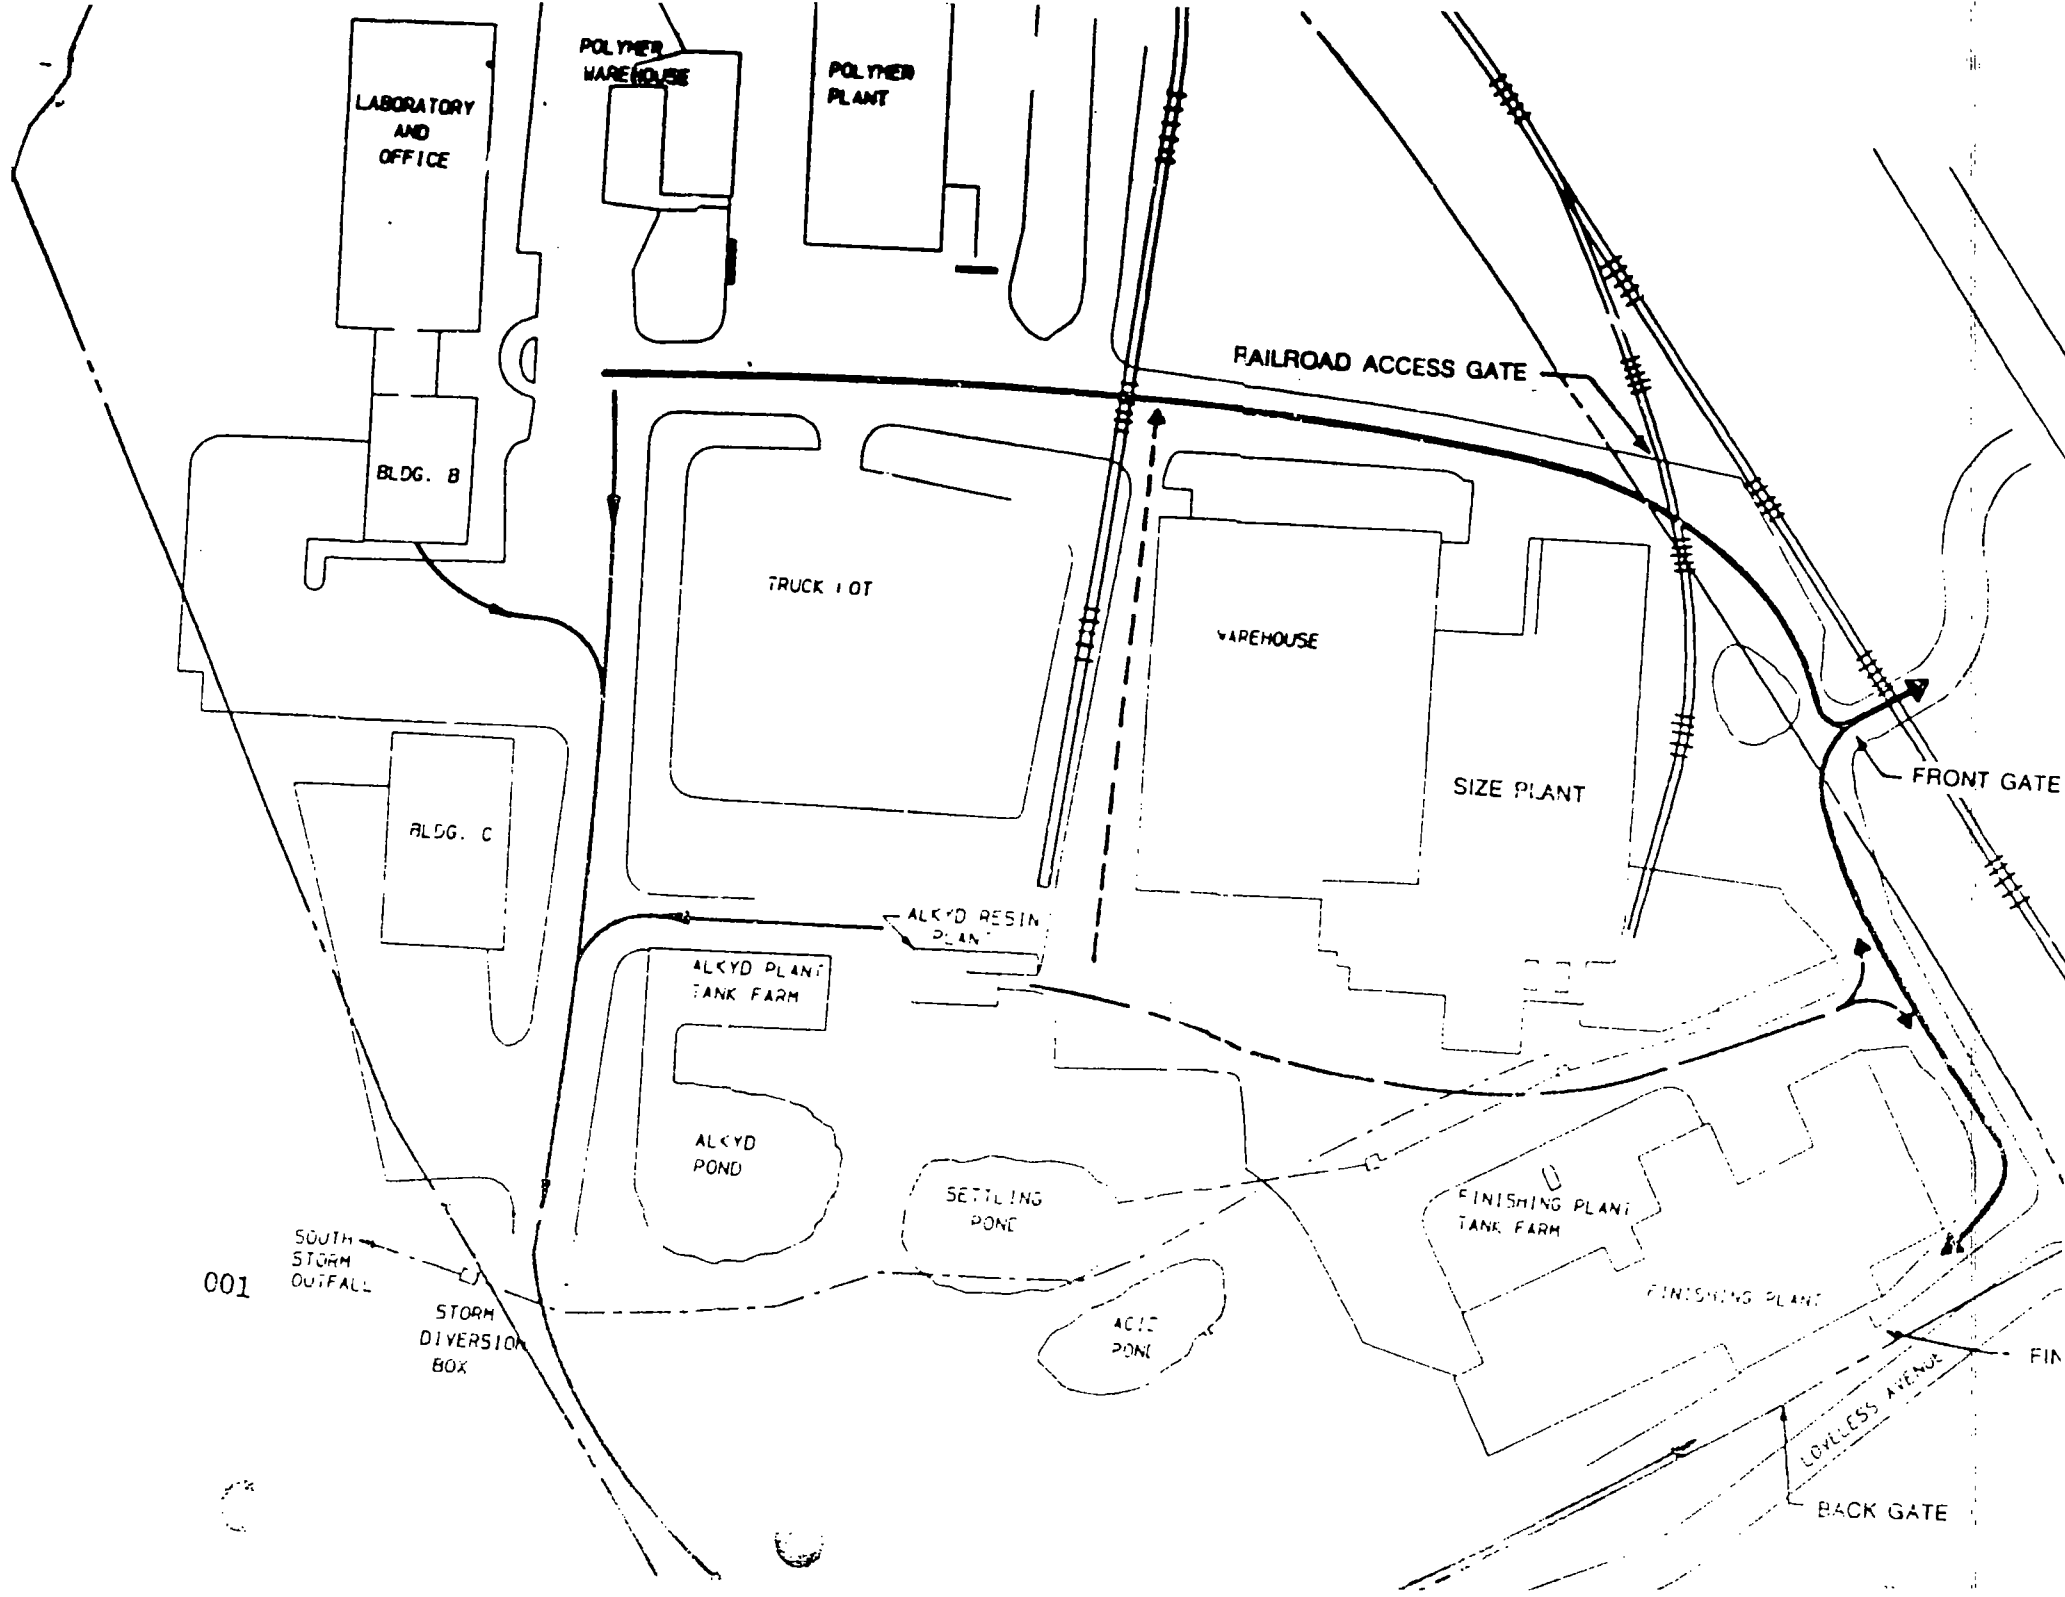 POLYMER
WAREHOUSE
POLYMER
PLANT
LABORATORY
AND
OFFICE
RAILROAD ACCESS GATE
BLDG. B
TRUCK LOT
WAREHOUSE
SIZE PLANT
FRONT GATE
BLDG. C
ALKYD RESIN
PLANT
ALKYD PLANT
TANK FARM
ALKYD
POND
SETTLING
POND
FINISHING PLANT
TANK FARM
SOUTH
STORM
OUTFALL
001
STORM
DIVERSION
BOX
ACID
POND
FINISHING PLANT
FIN
LOVELESS AVENUE
BACK GATE